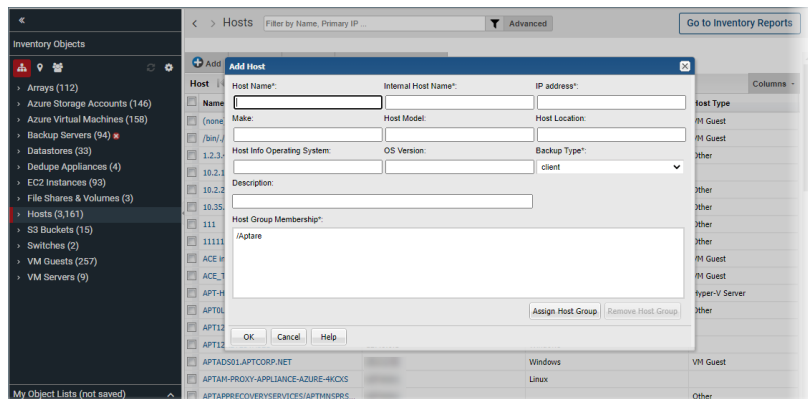 «
Inventory Objects
Arrays (112)
Azure Storage Accounts (146)
Azure Virtual Machines (158)
Backup Servers (94)
Datastores (33)
Dedupe Appliances (4)
EC2 Instances (93)
File Shares & Volumes (3)
Hosts (3,161)
S3 Buckets (15)
Switches (2)
VM Guests (257)
VM Servers (9)
My Object Lists (not saved)
< > Hosts Filter by Name, Primary IP ... Advanced Go to Inventory Reports
Add
Host
Columns
Name Host Type
(none VM Guest
/bin/./ VM Guest
1.2.3. Other
10.2.1
10.2.2 Other
10.35. Other
111 Other
11111 Other
ACE VM Guest
ACE_T VM Guest
APT-H Hyper-V Server
APT0L Other
APT12
APT12
APTADS01.APTCORP.NET Windows VM Guest
APTAM-PROXY-APPLIANCE-AZURE-4KCXS Linux
APTAPPRECOVERYSERVICES/APTMNSPRS... Other
Add Host
Host Name*: Internal Host Name*: IP address*:
Make: Host Model: Host Location:
Host Info Operating System: OS Version: Backup Type*:
client
Description:
Host Group Membership*:
/Aptare
Assign Host Group Remove Host Group
OK Cancel Help